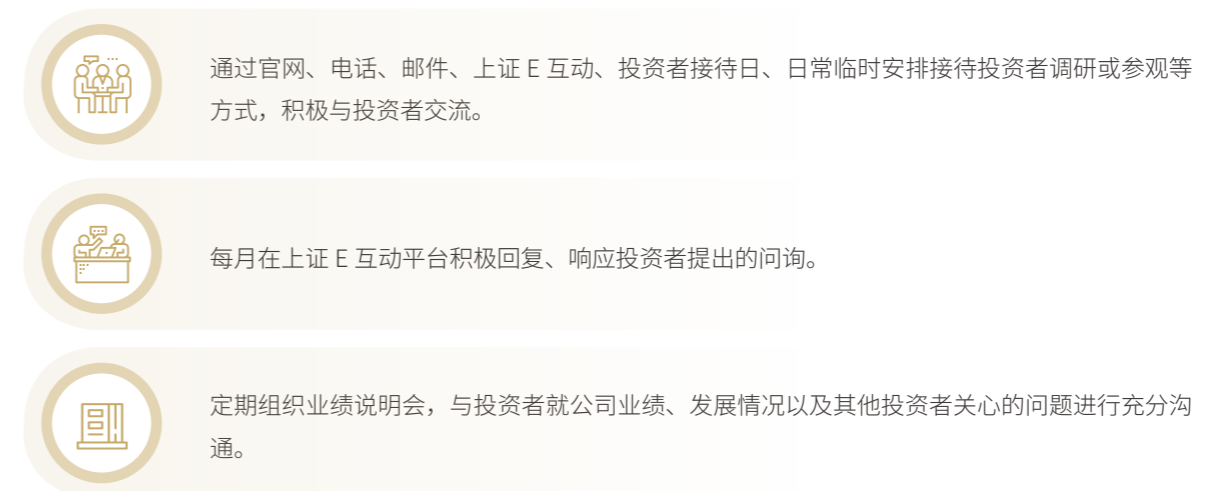 通过官网、电话、邮件、上证 E 互动、投资者接待日、日常临时安排接待投资者调研或参观等
方式，积极与投资者交流。
每月在上证 E 互动平台积极回复、响应投资者提出的问询。
定期组织业绩说明会，与投资者就公司业绩、发展情况以及其他投资者关心的问题进行充分沟
通。